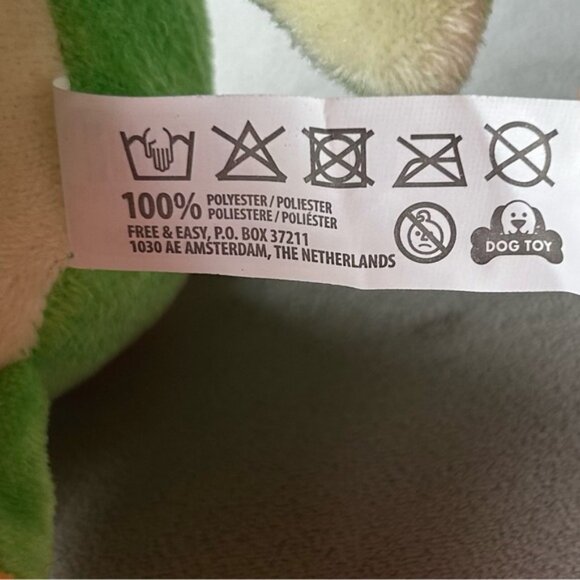 100% POLYESTER / POLIESTER
POLIESTERE / POLIÉSTER
FREE & EASY, P.O. BOX 37211
1030 AE AMSTERDAM, THE NETHERLANDS
DOG TOY